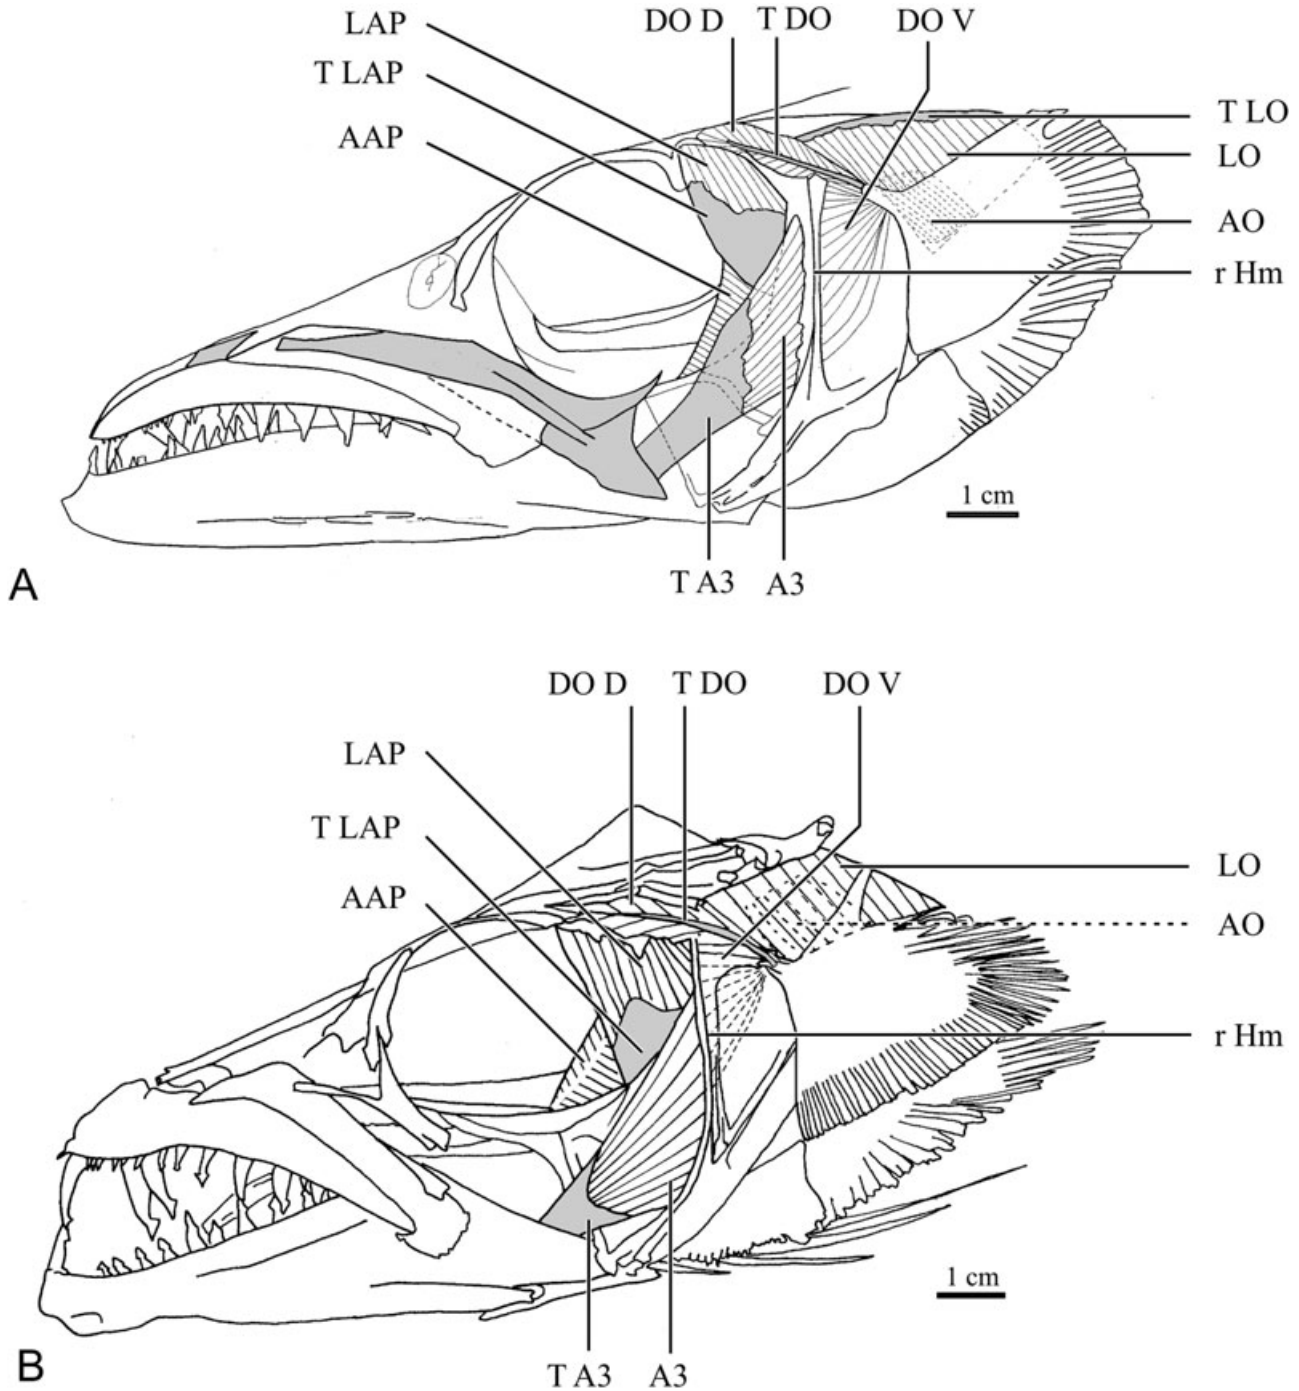 LAP
DO D
T DO
DO V
T LAP
AAP
T LO
LO
AO
r Hm
1 cm
A
T A3
A3
DO D
T DO
DO V
LAP
T LAP
AAP
LO
AO
r Hm
1 cm
B
T A3
A3